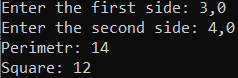 Enter the first side: 3,0
Enter the second side: 4,0
Perimetr: 14
Square: 12